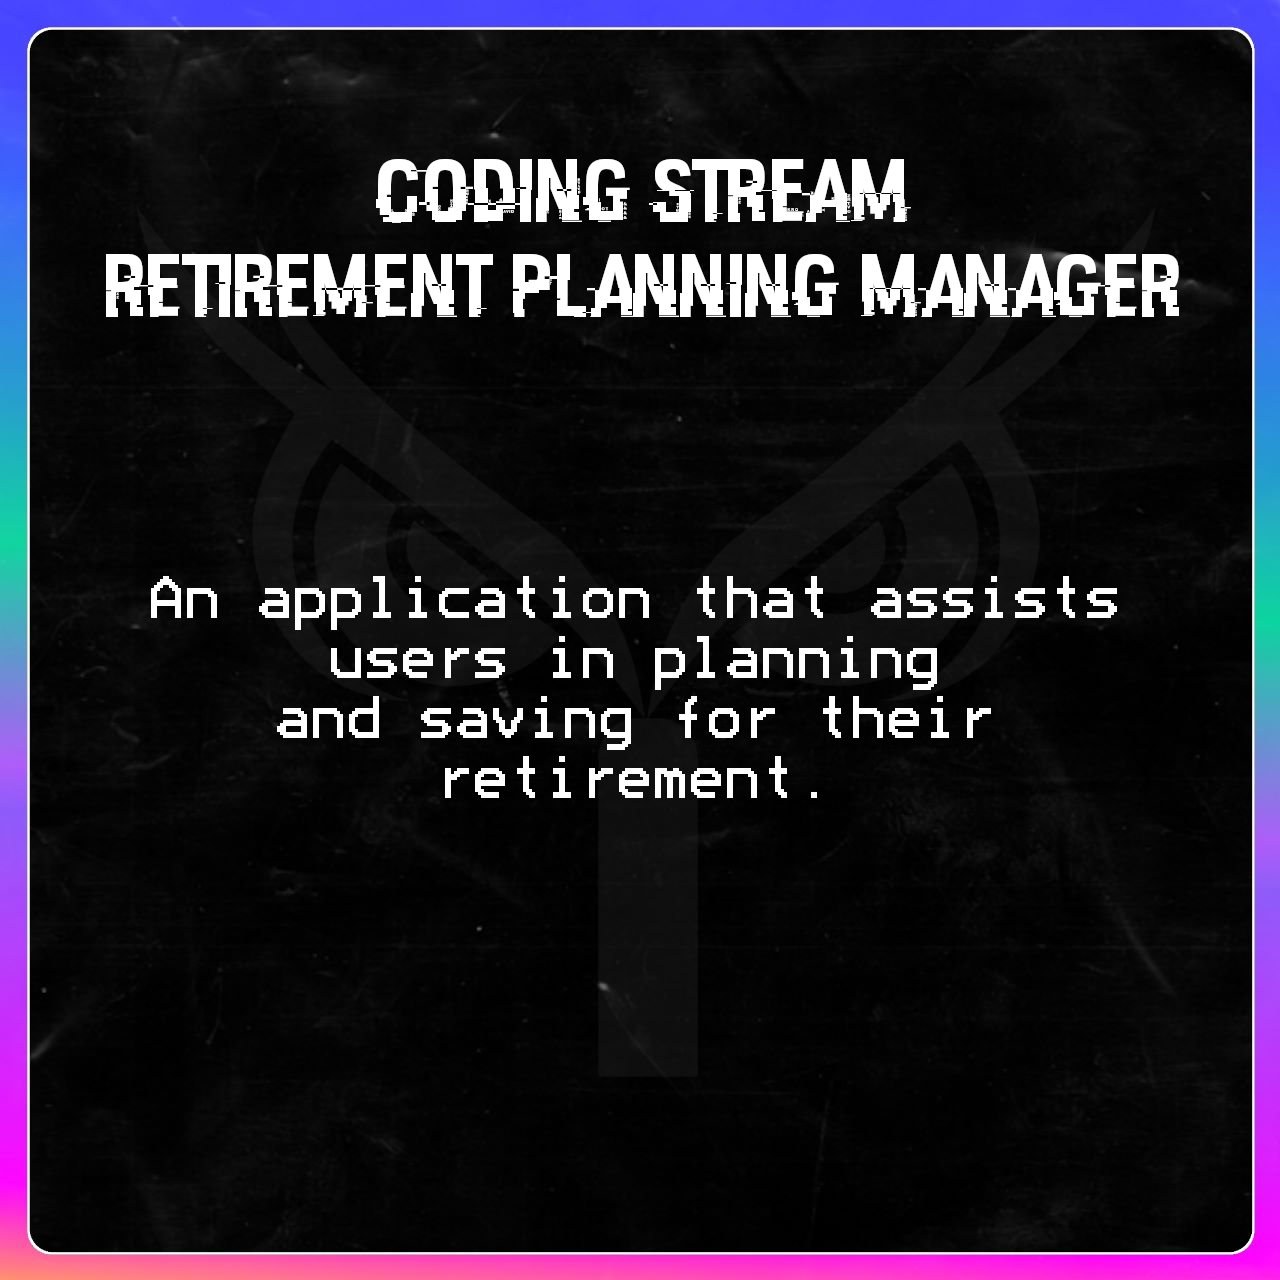 CODING STREAM
RETIREMENT PLANNING MANAGER
An application that assists
users in planning
and saving for their
retirement.